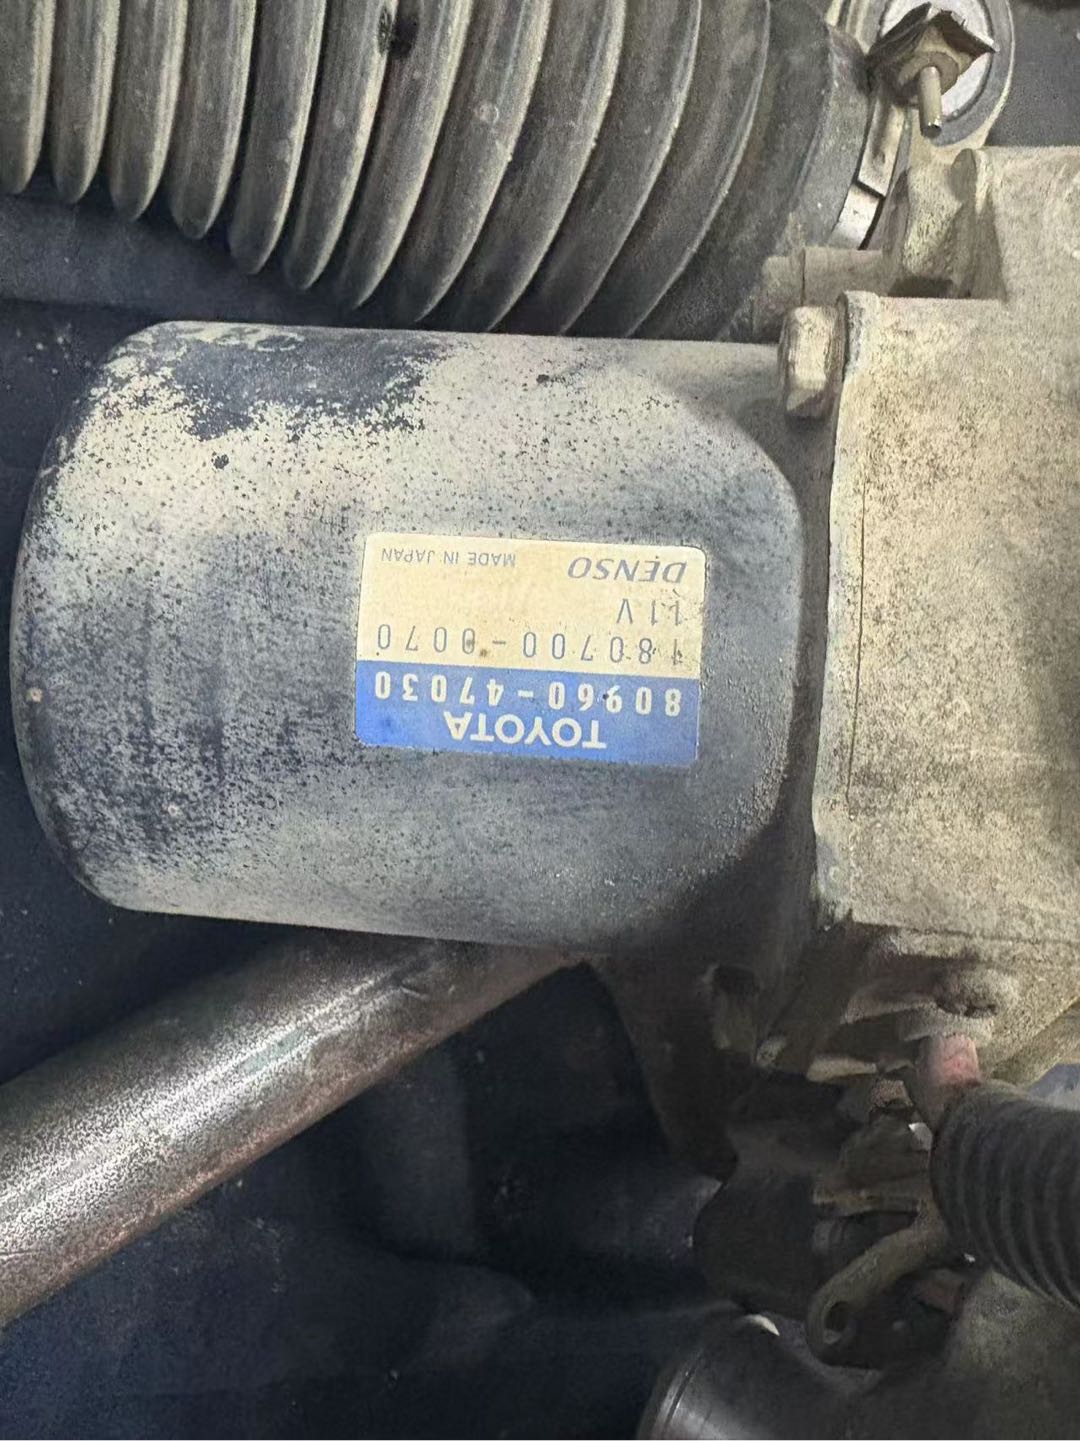 TOYOTA
80960-47030
180700-0070
11V
DENSO MADE IN JAPAN